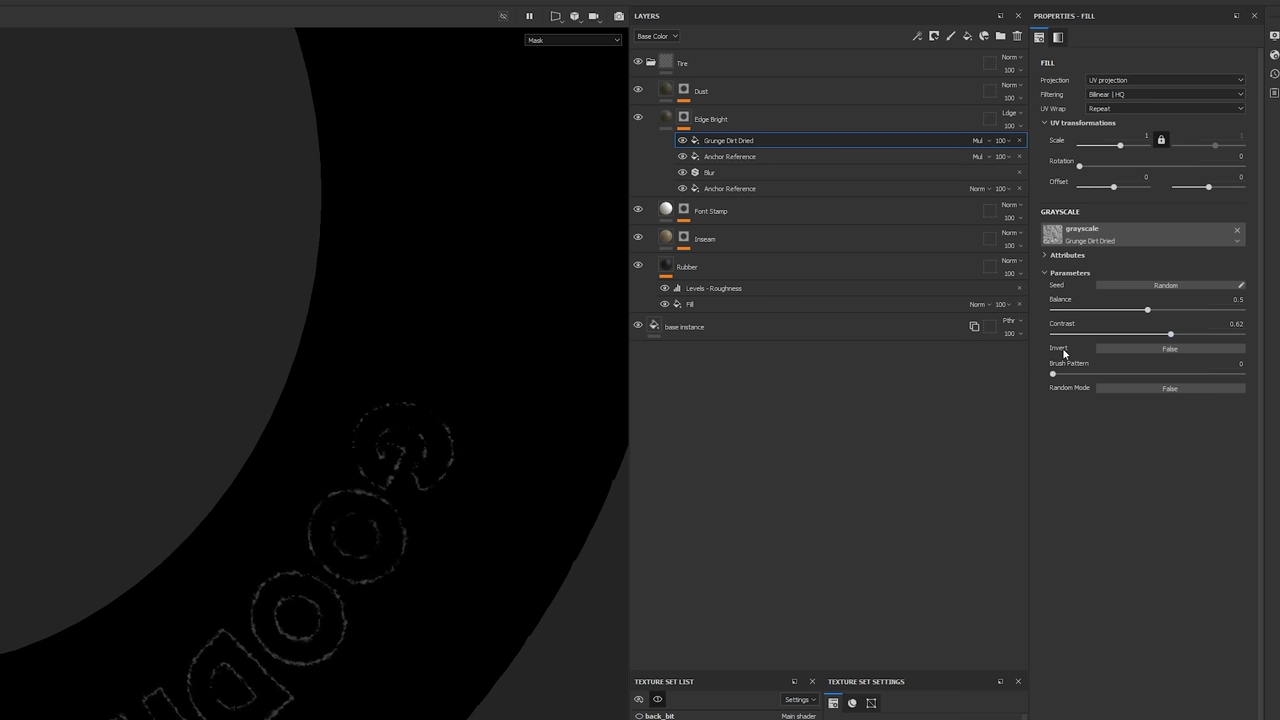 LAYERS
PROPERTIES - FILL
Base Color
Mask
FILL
Tire
Norm
100
Projection
UV projection
Filtering
Bilinear | HQ
Dust
Norm
100
UV Wrap
Repeat
Edge Bright
Ldge
100
UV transformations
Grunge Dirt Dried
Mul
100
Scale
1
1
Anchor Reference
Mul
100
Rotation
0
Blur
Offset
0
0
Anchor Reference
Norm
100
Font Stamp
Norm
100
GRAYSCALE
grayscale
Grunge Dirt Dried
Inseam
Norm
100
Attributes
Rubber
Norm
100
Parameters
Levels - Roughness
Seed
Random
Fill
Norm
100
Balance
0.5
base instance
Pthr
100
Contrast
0.62
Invert
False
Brush Pattern
0
Random Mode
False
GOOD
TEXTURE SET LIST
TEXTURE SET SETTINGS
Settings
back_bit
Main shader